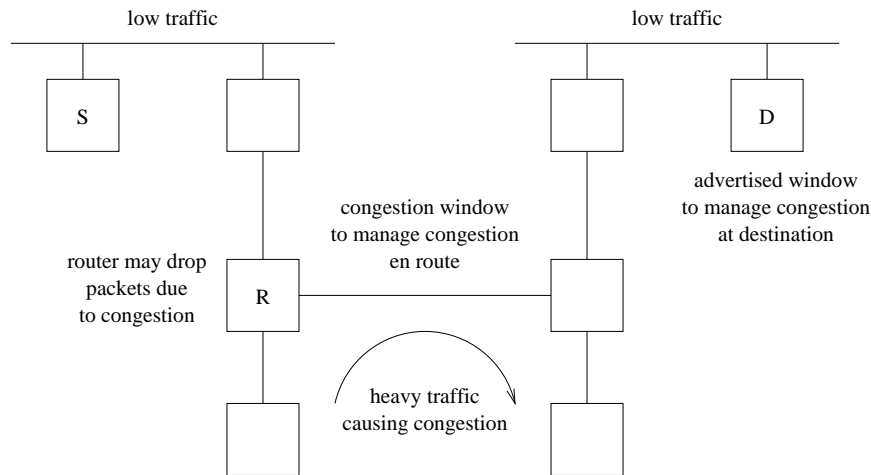 low traffic
low traffic
S
D
advertised window
to manage congestion
at destination
congestion window
to manage congestion
en route
router may drop
packets due
to congestion
R
heavy traffic
causing congestion